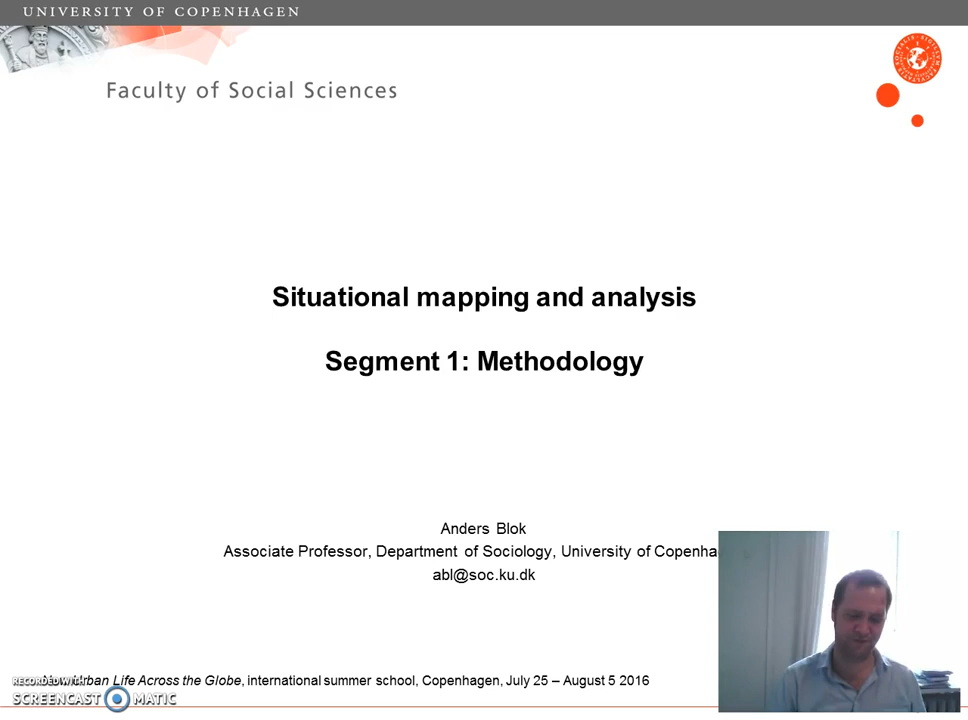 UNIVERSITY OF COPENHAGEN
Faculty of Social Sciences
Situational mapping and analysis
Segment 1: Methodology
Anders Blok
Associate Professor, Department of Sociology, University of
abl@soc.ku.dk
Urban Life Across the Globe, international summer school, Copenhagen, July 25 – August 5 2016
RECORDED WITH
SCREENCAST MATIC